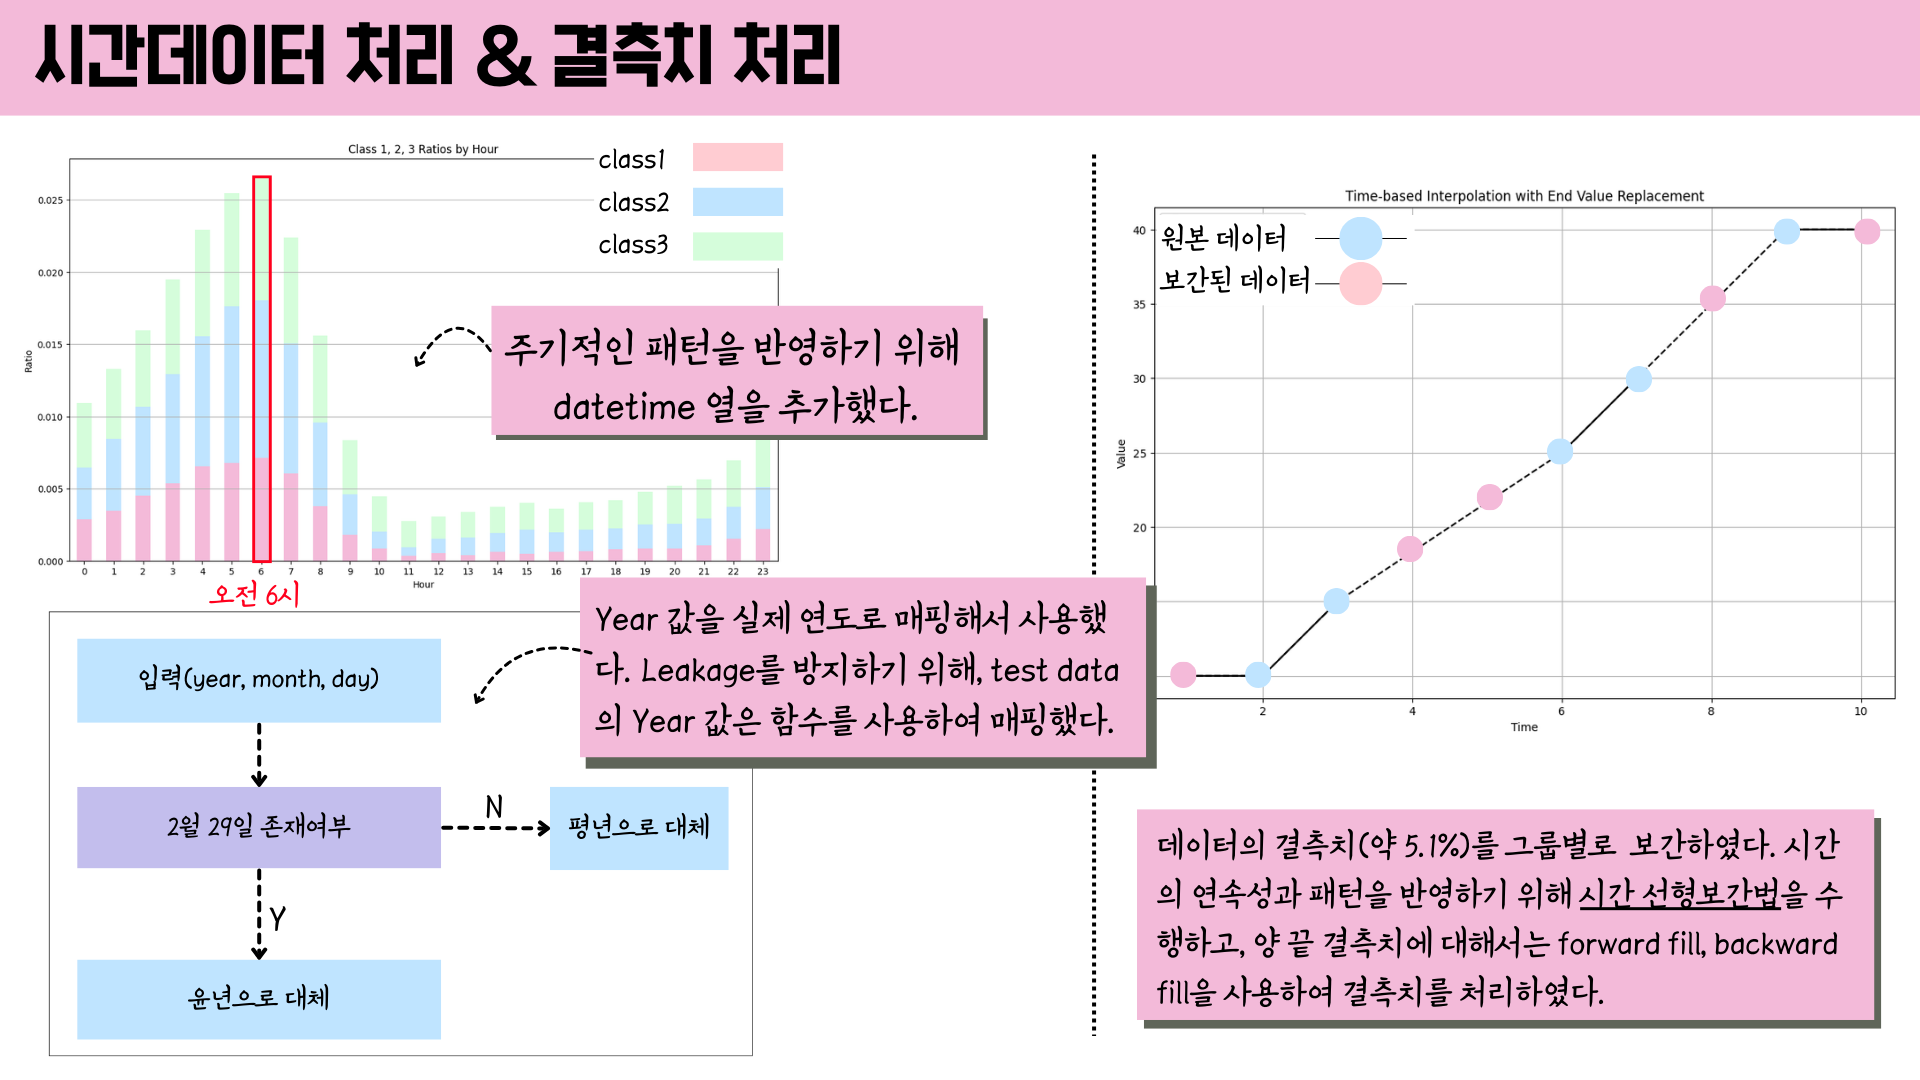 시간데이터 처리 & 결측치 처리
Class 1, 2, 3 Ratios by Hour
class1
class2
class3
0.025
0.020
0.015
0.010
0.005
0.000
Ratio
0 1 2 3 4 5 6 7 8 9 10 11 12 13 14 15 16 17 18 19 20 21 22 23
Hour
오전 6시
주기적인 패턴을 반영하기 위해
datetime 열을 추가했다.
Year 값을 실제 연도로 매핑해서 사용했
다. Leakage를 방지하기 위해, test data
의 Year 값은 함수를 사용하여 매핑했다.
입력(year, month, day)
2월 29일 존재여부
N
평년으로 대체
Y
윤년으로 대체
Time-based Interpolation with End Value Replacement
원본 데이터
보간된 데이터
40
35
30
25
20
Value
2 4 6 8 10
Time
데이터의 결측치(약 5.1%)를 그룹별로 보간하였다. 시간
의 연속성과 패턴을 반영하기 위해 시간 선형보간법을 수
행하고, 양 끝 결측치에 대해서는 forward fill, backward
fill을 사용하여 결측치를 처리하였다.